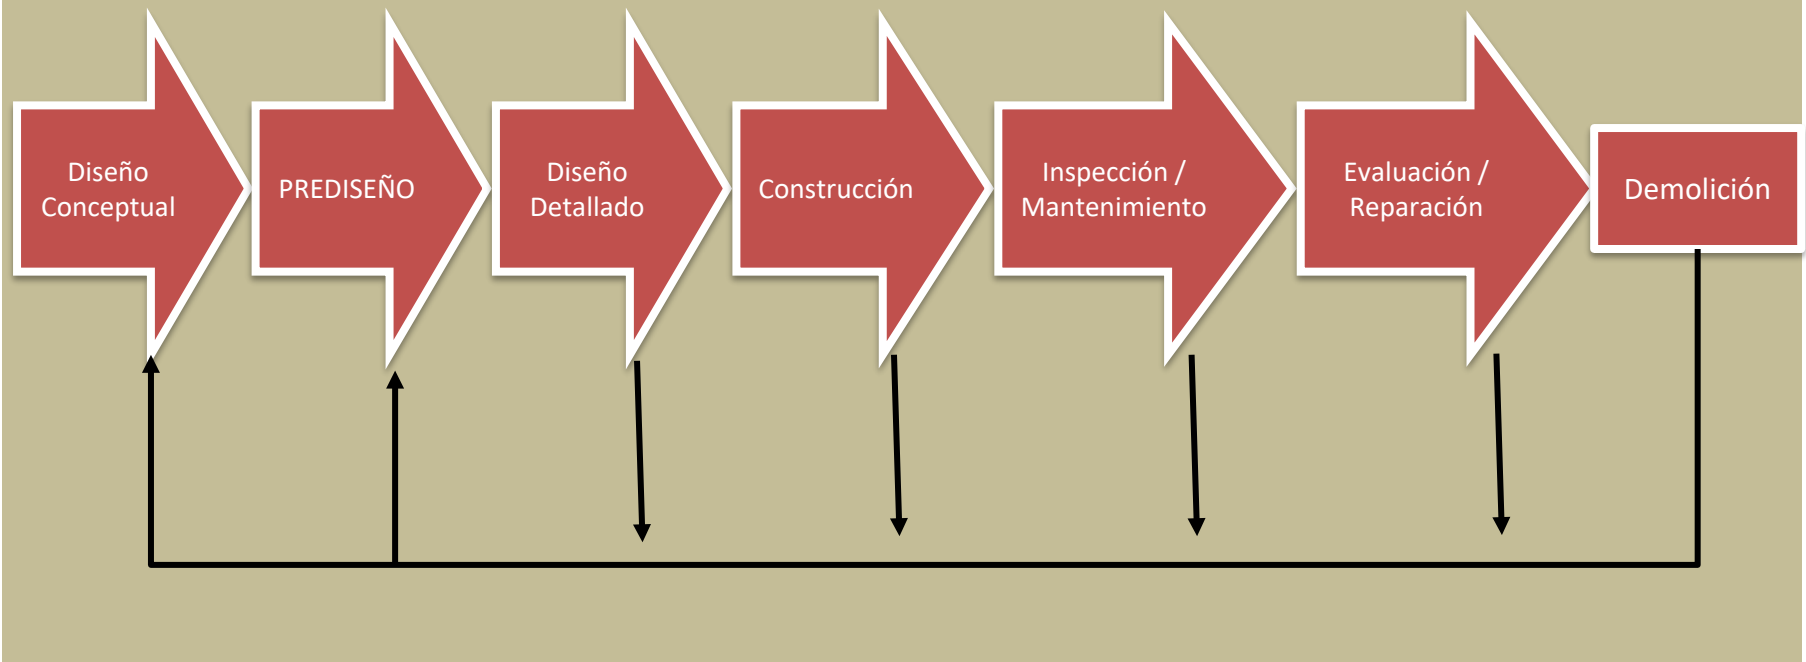 Diseño
Conceptual
PREDISEÑO
Diseño
Detallado
Construcción
Inspección /
Mantenimiento
Evaluación /
Reparación
Demolición